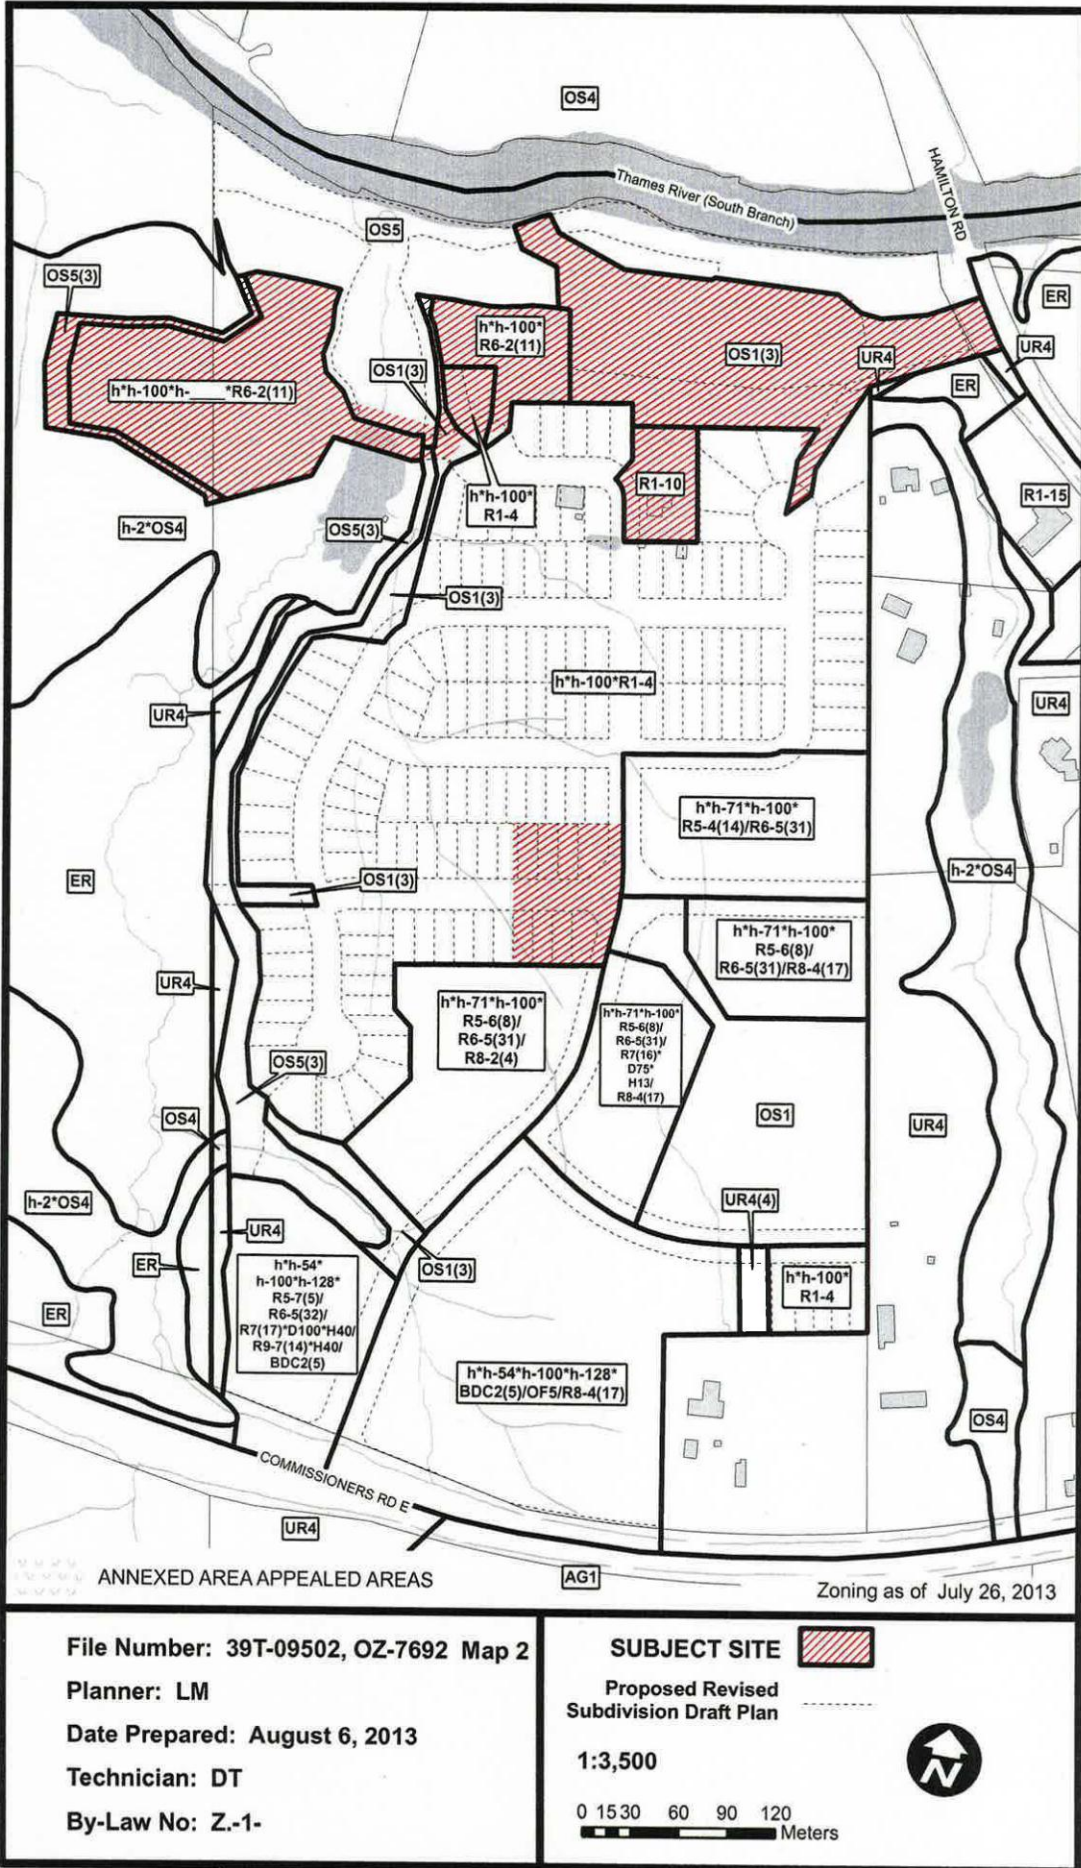 OS4
Thames River (South Branch)
HAMILTON RD
OS5
OS5(3)
ER
h*h-100*
R6-2(11)
UR4
OS1(3)
UR4
OS1(3)
ER
h*h-100*h-____*R6-2(11)
R1-10
R1-15
h*h-100*
R1-4
h-2*OS4
OS5(3)
OS1(3)
h*h-100*R1-4
UR4
UR4
h*h-71*h-100*
R5-4(14)/R6-5(31)
ER
OS1(3)
h-2*OS4
h*h-71*h-100*
R5-6(8)/
R6-5(31)/R8-4(17)
UR4
h*h-71*h-100*
R5-6(8)/
R6-5(31)/
R8-2(4)
h*h-71*h-100*
R5-6(8)/
R6-5(31)/
R7(16)*
D75*
H13/
R8-4(17)
OS5(3)
OS4
OS1
UR4
h-2*OS4
UR4(4)
UR4
ER
OS1(3)
h*h-54*
h-100*h-128*
R5-7(5)/
R6-5(32)/
R7(17)*D100*H40/
R9-7(14)*H40/
BDC2(5)
h*h-100*
R1-4
ER
h*h-54*h-100*h-128*
BDC2(5)/OF5/R8-4(17)
OS4
COMMISSIONERS RD E
UR4
ANNEXED AREA APPEALED AREAS
AG1
Zoning as of July 26, 2013
File Number: 39T-09502, OZ-7692 Map 2
Planner: LM
Date Prepared: August 6, 2013
Technician: DT
By-Law No: Z.-1-
SUBJECT SITE
Proposed Revised
Subdivision Draft Plan
1:3,500
N
0 15 30 60 90 120
Meters